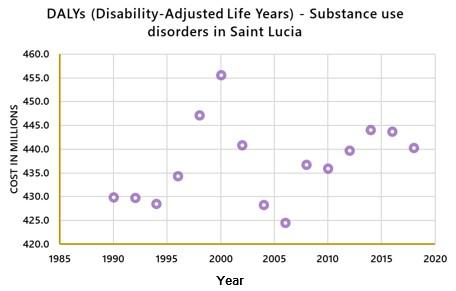 DALYs (Disability-Adjusted Life Years) - Substance use
disorders in Saint Lucia
COST IN MILLIONS
460.0
455.0
450.0
445.0
440.0
435.0
430.0
425.0
420.0
1985 1990 1995 2000 2005 2010 2015 2020
Year